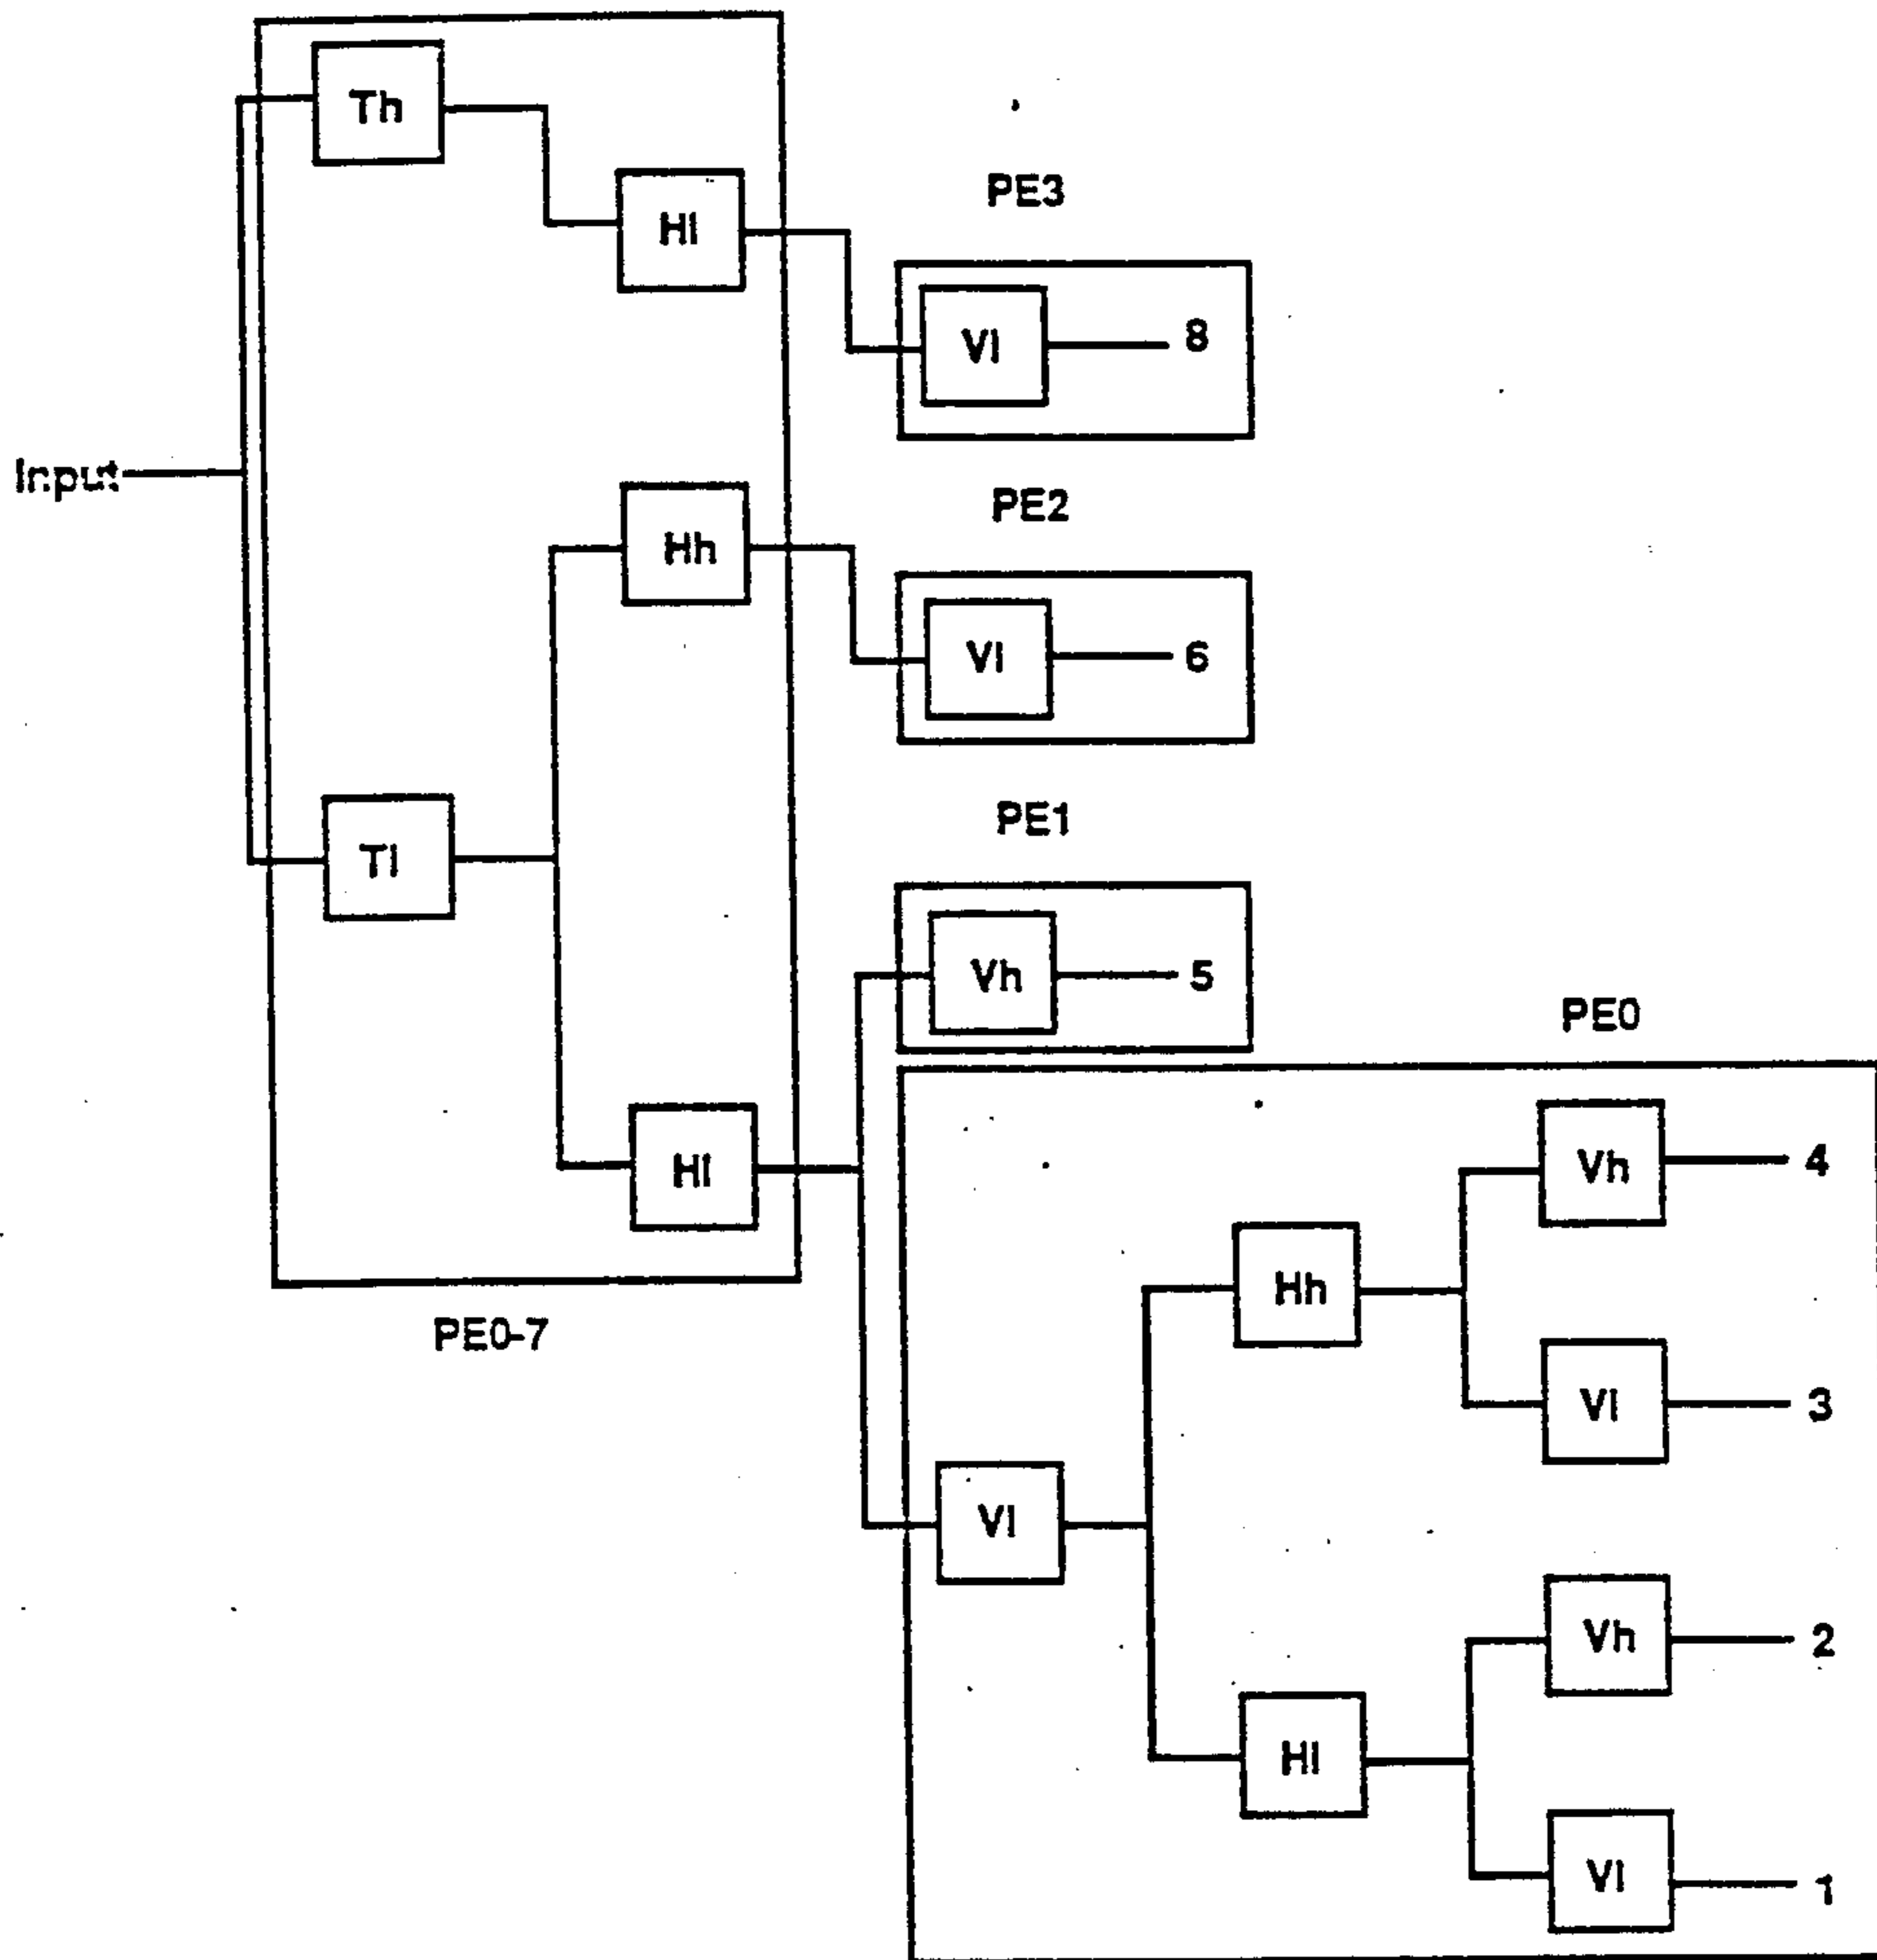 Th
Hl
PE3
Vl 8
Input
Hh
PE2
Vl 6
Tl
PE1
Vh 5
PE0
Hl
Vh 4
Hh
PE0-7
Vl 3
Vl
Vh 2
Hl
Vl 1